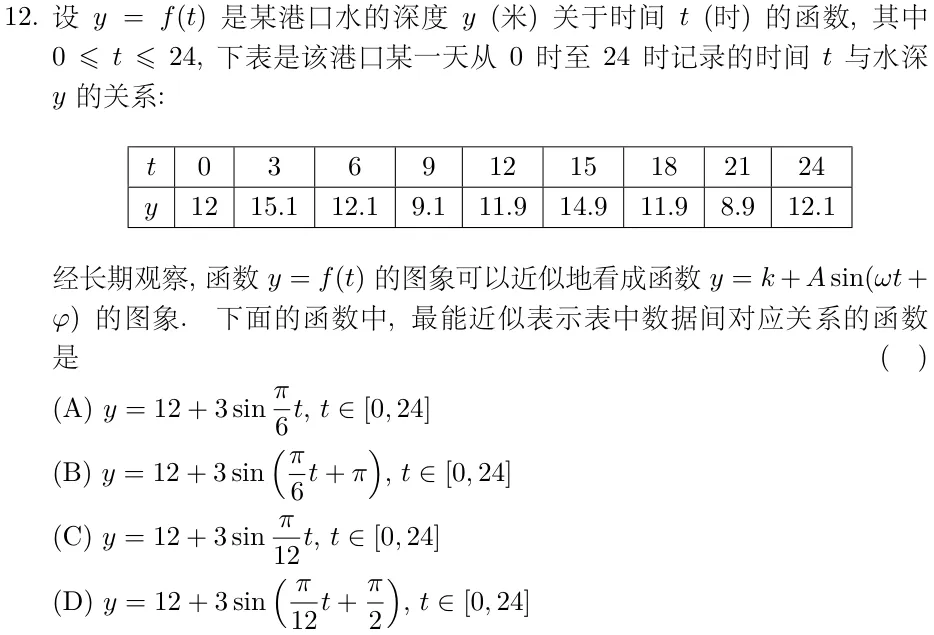 12. 设 y = f(t) 是某港口水的深度 y (米) 关于时间 t (时) 的函数, 其中
0 ⩽ t ⩽ 24, 下表是该港口某一天从 0 时至 24 时记录的时间 t 与水深
y 的关系:
t 0 3 6 9 12 15 18 21 24
y 12 15.1 12.1 9.1 11.9 14.9 11.9 8.9 12.1
经长期观察, 函数 y = f(t) 的图象可以近似地看成函数 y = k + A sin(ωt +
φ) 的图象. 下面的函数中, 最能近似表示表中数据间对应关系的函数
是 ( )
(A) y = 12 + 3 sin π/6 t, t ∈ [0, 24]
(B) y = 12 + 3 sin (π/6 t + π), t ∈ [0, 24]
(C) y = 12 + 3 sin π/12 t, t ∈ [0, 24]
(D) y = 12 + 3 sin (π/12 t + π/2), t ∈ [0, 24]